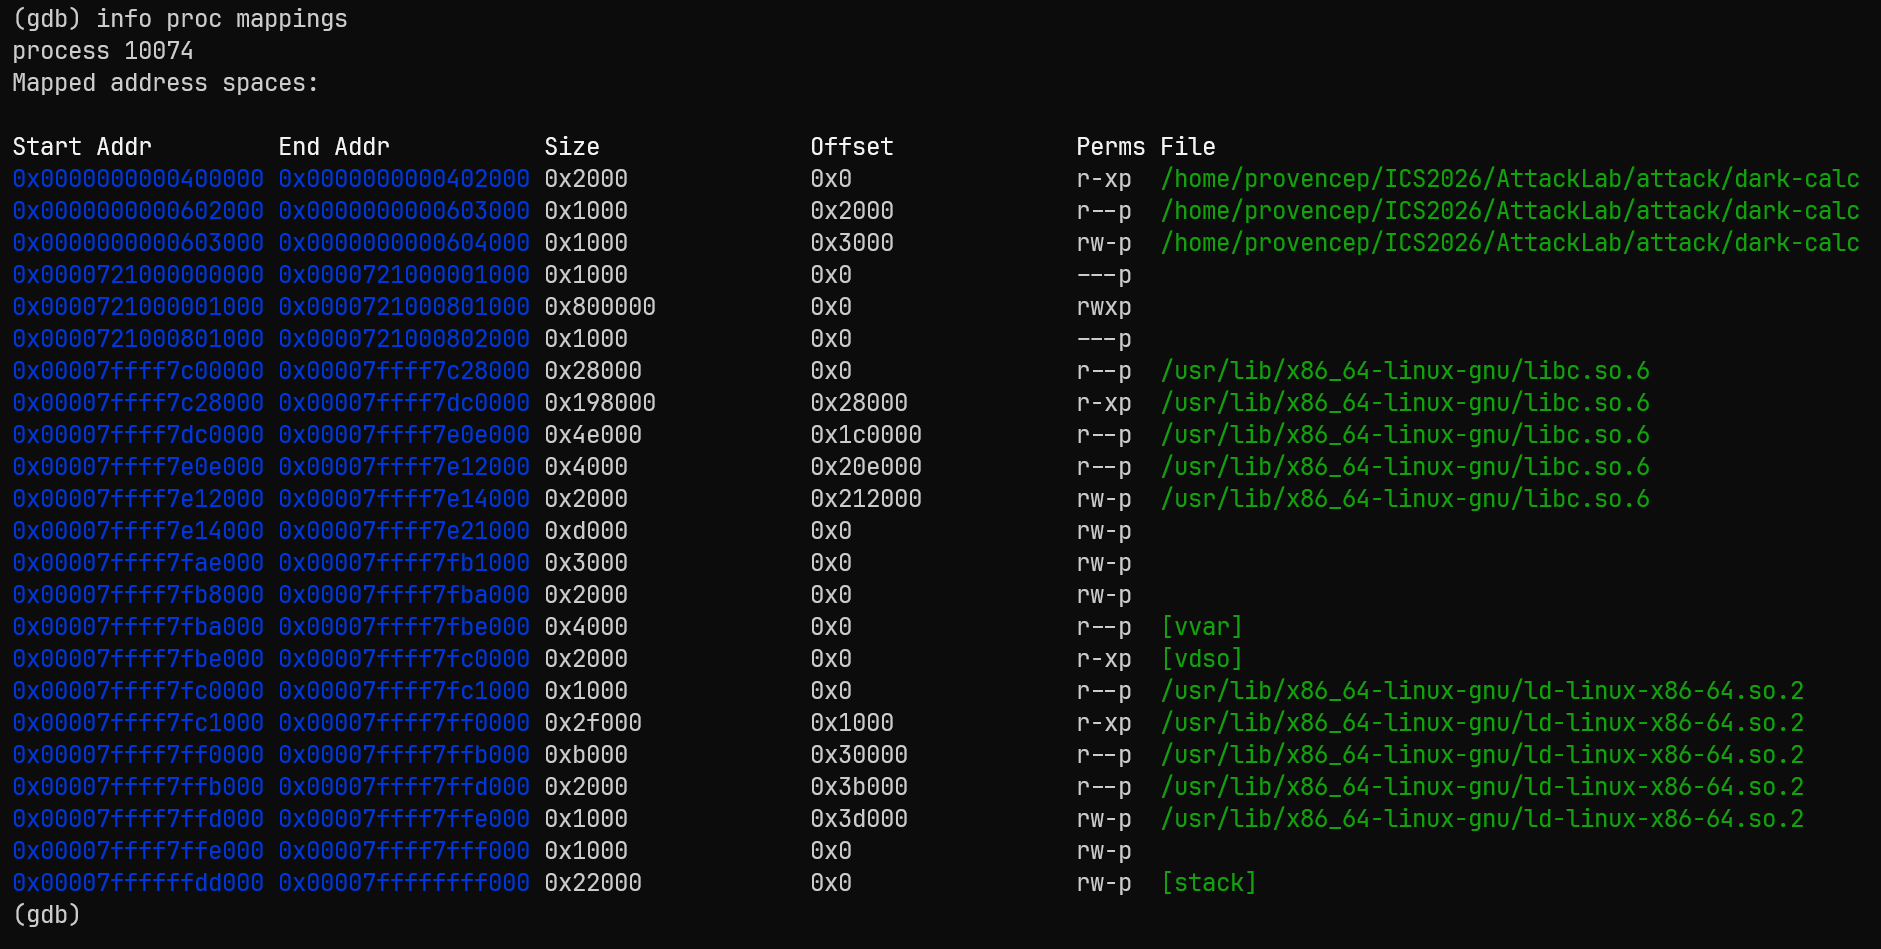 (gdb) info proc mappings
process 10074
Mapped address spaces:
Start Addr End Addr Size Offset Perms File
0x0000000000400000 0x0000000000402000 0x2000 0x0 r-xp /home/provencep/ICS2026/AttackLab/attack/dark-calc
0x0000000000602000 0x0000000000603000 0x1000 0x2000 r--p /home/provencep/ICS2026/AttackLab/attack/dark-calc
0x0000000000603000 0x0000000000604000 0x1000 0x3000 rw-p /home/provencep/ICS2026/AttackLab/attack/dark-calc
0x0000721000000000 0x0000721000001000 0x1000 0x0 ---p
0x0000721000001000 0x0000721000801000 0x800000 0x0 rwxp
0x0000721000801000 0x0000721000802000 0x1000 0x0 ---p
0x00007ffff7c00000 0x00007ffff7c28000 0x28000 0x0 r--p /usr/lib/x86_64-linux-gnu/libc.so.6
0x00007ffff7c28000 0x00007ffff7dc0000 0x198000 0x28000 r-xp /usr/lib/x86_64-linux-gnu/libc.so.6
0x00007ffff7dc0000 0x00007ffff7e0e000 0x4e000 0x1c0000 r--p /usr/lib/x86_64-linux-gnu/libc.so.6
0x00007ffff7e0e000 0x00007ffff7e12000 0x4000 0x20e000 r--p /usr/lib/x86_64-linux-gnu/libc.so.6
0x00007ffff7e12000 0x00007ffff7e14000 0x2000 0x212000 rw-p /usr/lib/x86_64-linux-gnu/libc.so.6
0x00007ffff7e14000 0x00007ffff7e21000 0xd000 0x0 rw-p
0x00007ffff7fae000 0x00007ffff7fb1000 0x3000 0x0 rw-p
0x00007ffff7fb8000 0x00007ffff7fba000 0x2000 0x0 rw-p
0x00007ffff7fba000 0x00007ffff7fbe000 0x4000 0x0 r--p [vvar]
0x00007ffff7fbe000 0x00007ffff7fc0000 0x2000 0x0 r-xp [vdso]
0x00007ffff7fc0000 0x00007ffff7fc1000 0x1000 0x0 r--p /usr/lib/x86_64-linux-gnu/ld-linux-x86-64.so.2
0x00007ffff7fc1000 0x00007ffff7ff0000 0x2f000 0x1000 r-xp /usr/lib/x86_64-linux-gnu/ld-linux-x86-64.so.2
0x00007ffff7ff0000 0x00007ffff7ffb000 0xb000 0x30000 r--p /usr/lib/x86_64-linux-gnu/ld-linux-x86-64.so.2
0x00007ffff7ffb000 0x00007ffff7ffd000 0x2000 0x3b000 r--p /usr/lib/x86_64-linux-gnu/ld-linux-x86-64.so.2
0x00007ffff7ffd000 0x00007ffff7ffe000 0x1000 0x3d000 rw-p /usr/lib/x86_64-linux-gnu/ld-linux-x86-64.so.2
0x00007ffff7ffe000 0x00007ffff7fff000 0x1000 0x0 rw-p
0x00007ffffffdd000 0x00007ffffffff000 0x22000 0x0 rw-p [stack]
(gdb)